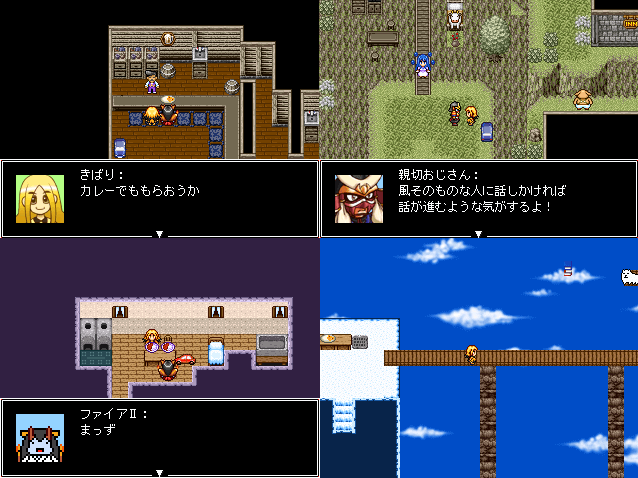 きばり：
カレーでももらおうか
親切おじさん：
風そのものな人に話しかければ
話が進むような気がするよ！
ファイアⅡ：
まっず